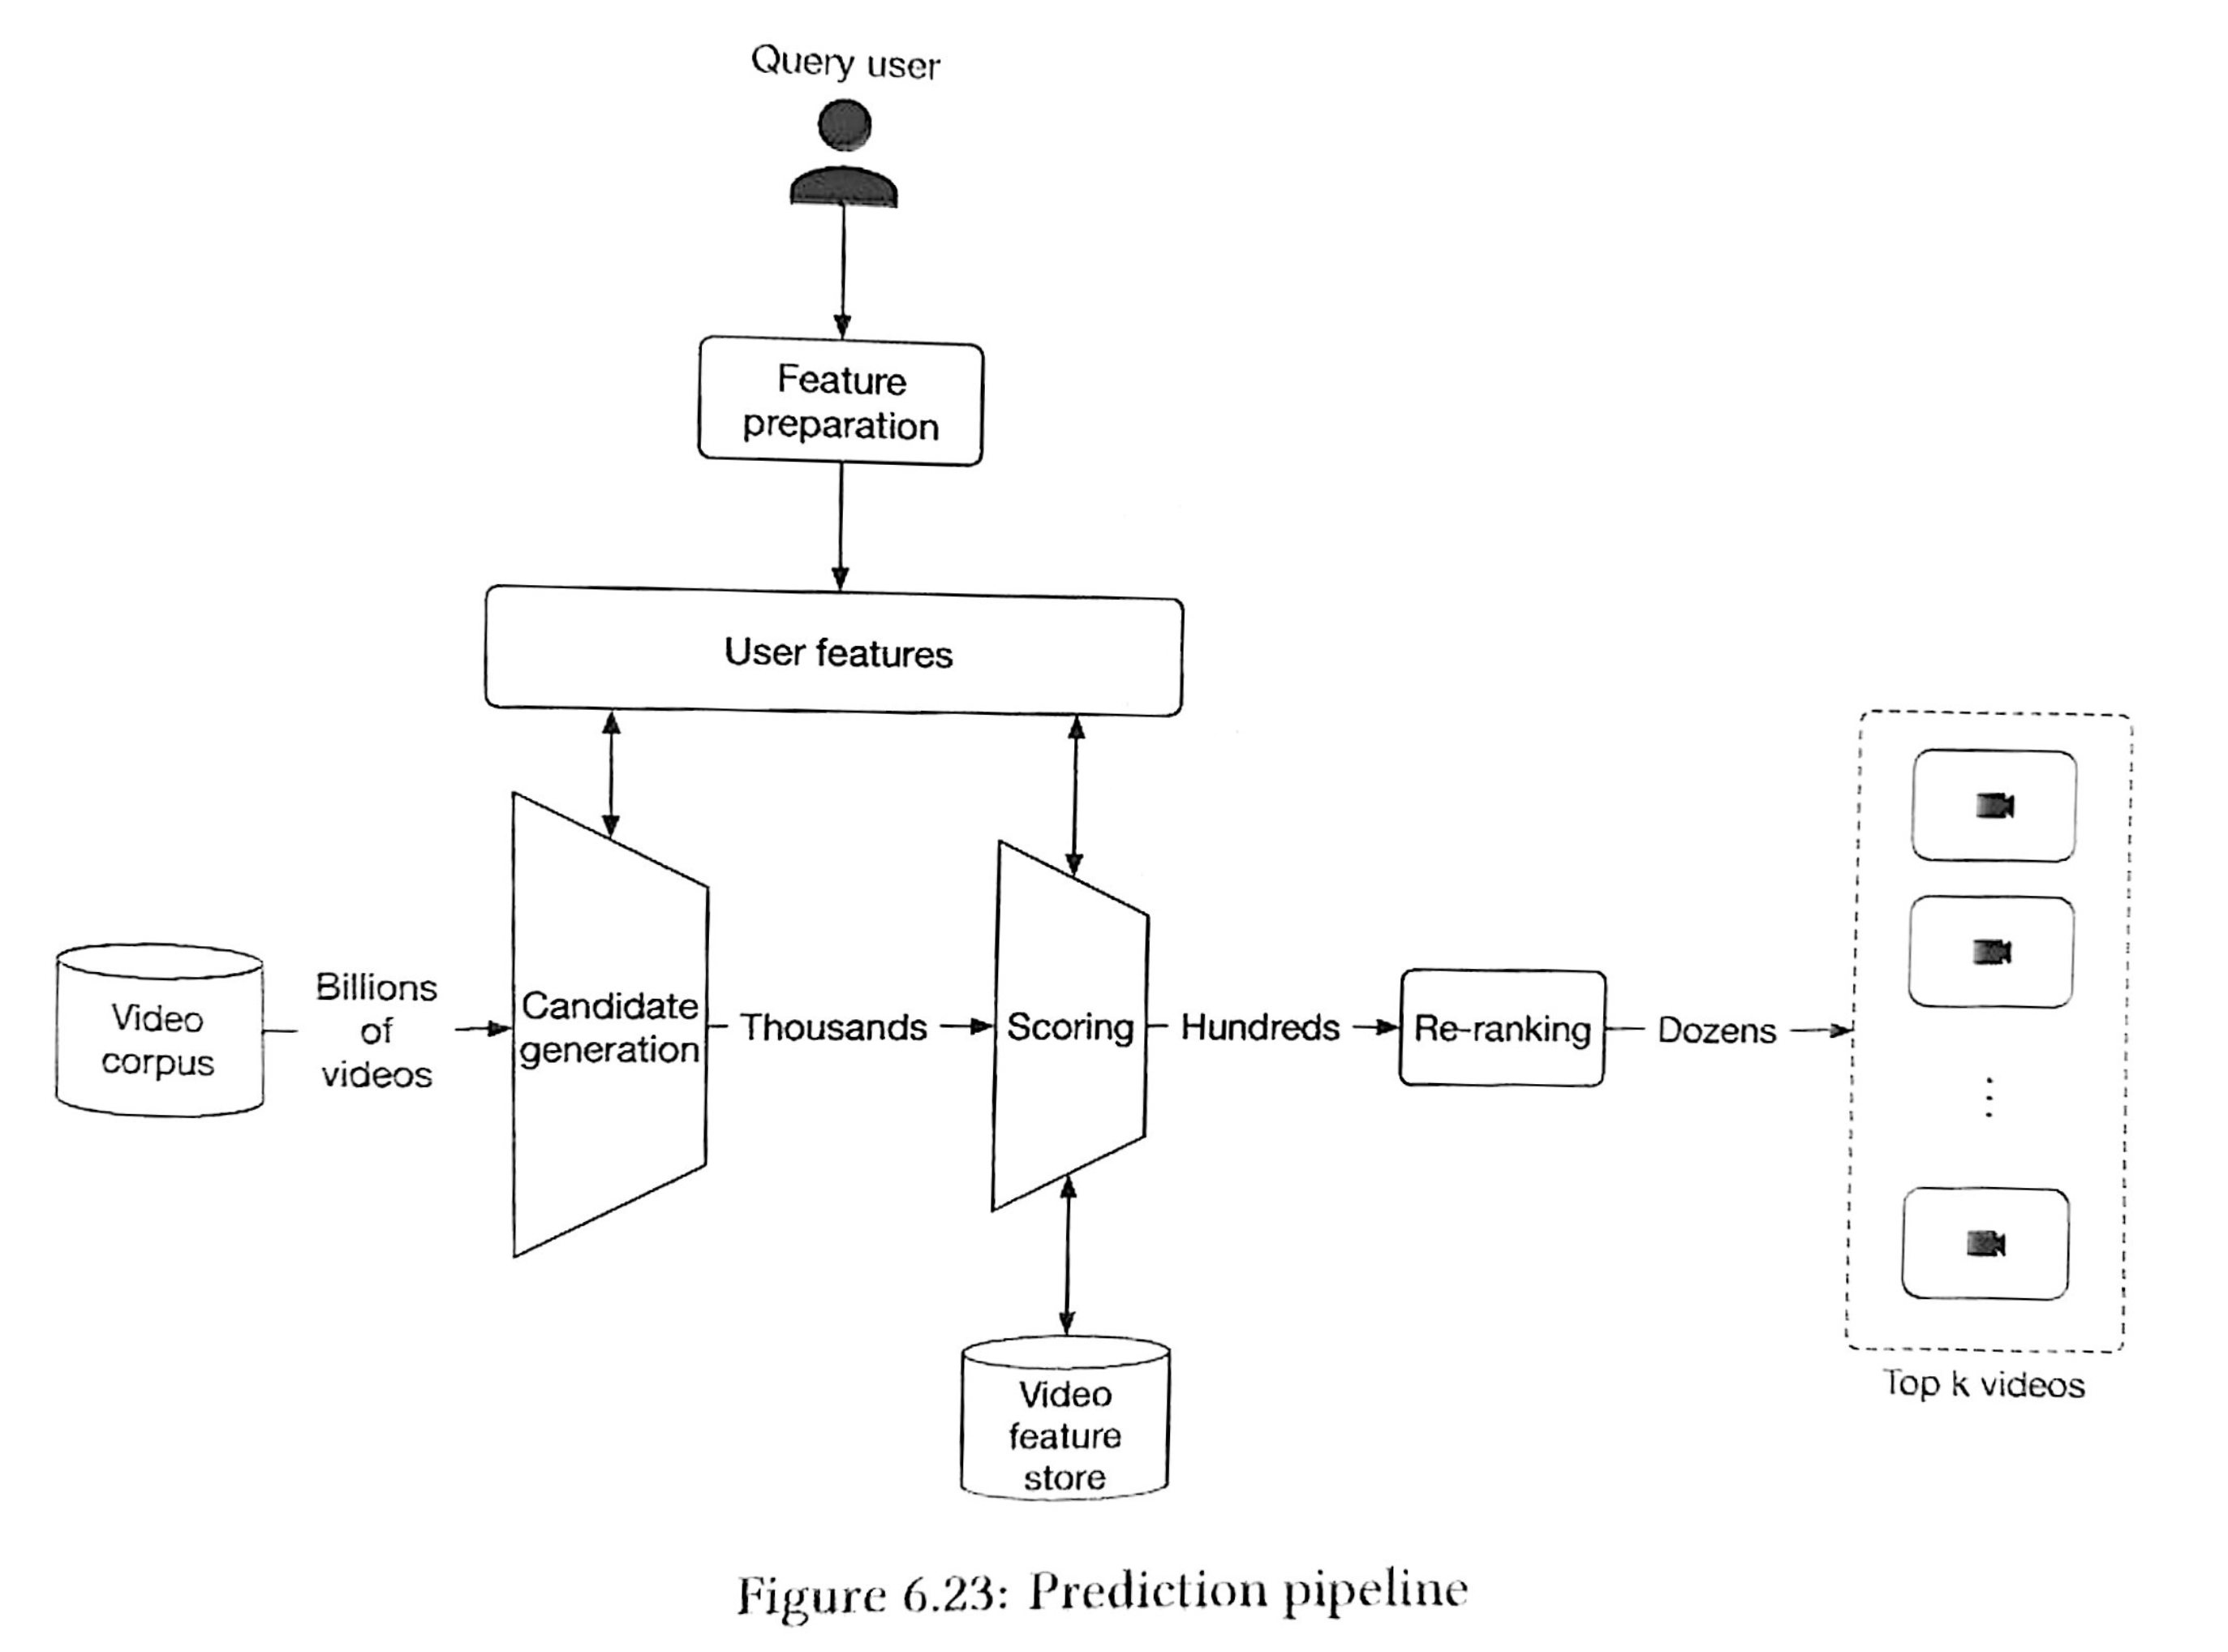 Query user
Feature
preparation
User features
Video
corpus
Billions
of
videos
Candidate
generation
Thousands
Scoring
Hundreds
Re-ranking
Dozens
Video
feature
store
Top k videos
Figure 6.23: Prediction pipeline